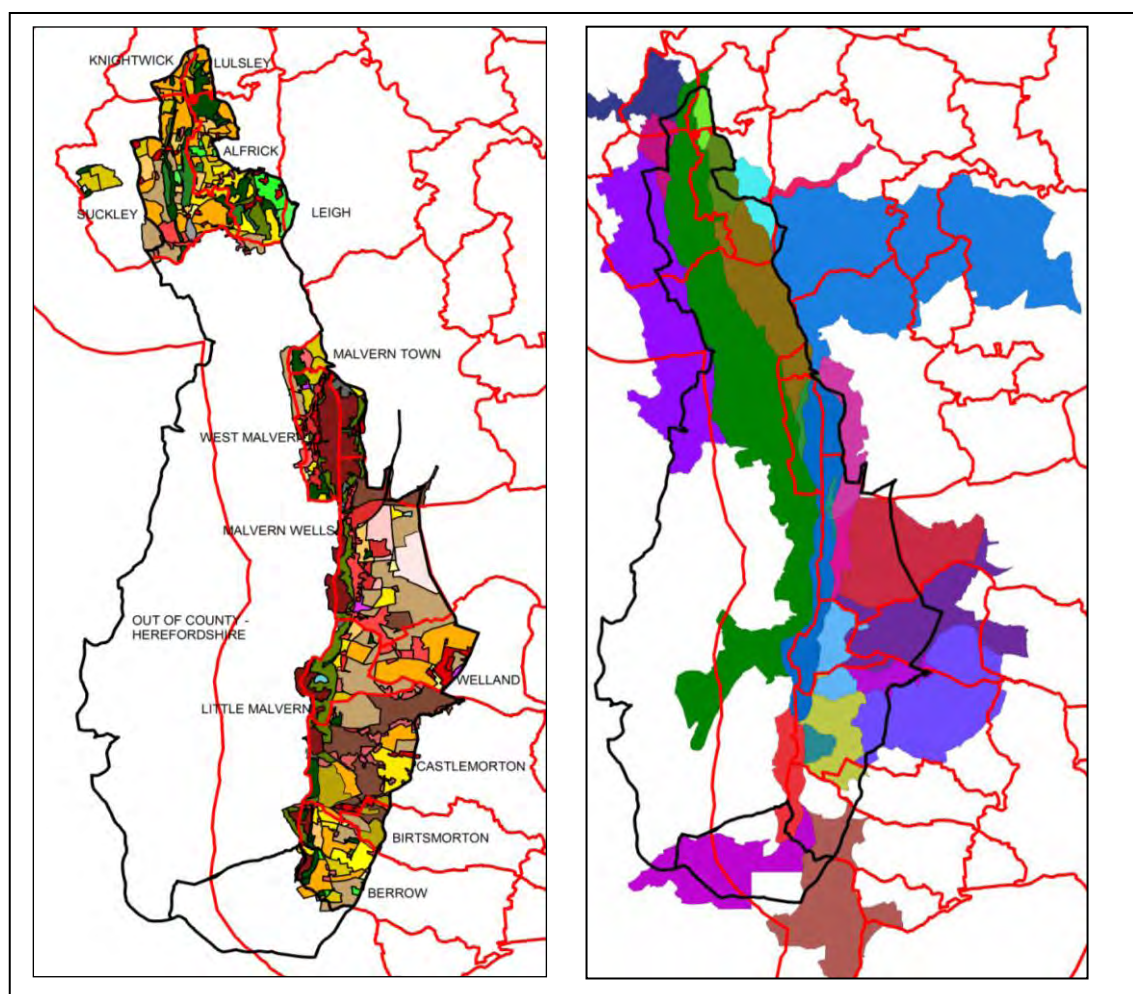 KNIGHTWICK
LULSLEY
ALFRICK
SUCKLEY
LEIGH
MALVERN TOWN
WEST MALVERN
MALVERN WELLS
OUT OF COUNTY -
HEREFORDSHIRE
WELLAND
LITTLE MALVERN
CASTLEMORTON
BIRTSMORTON
BERROW